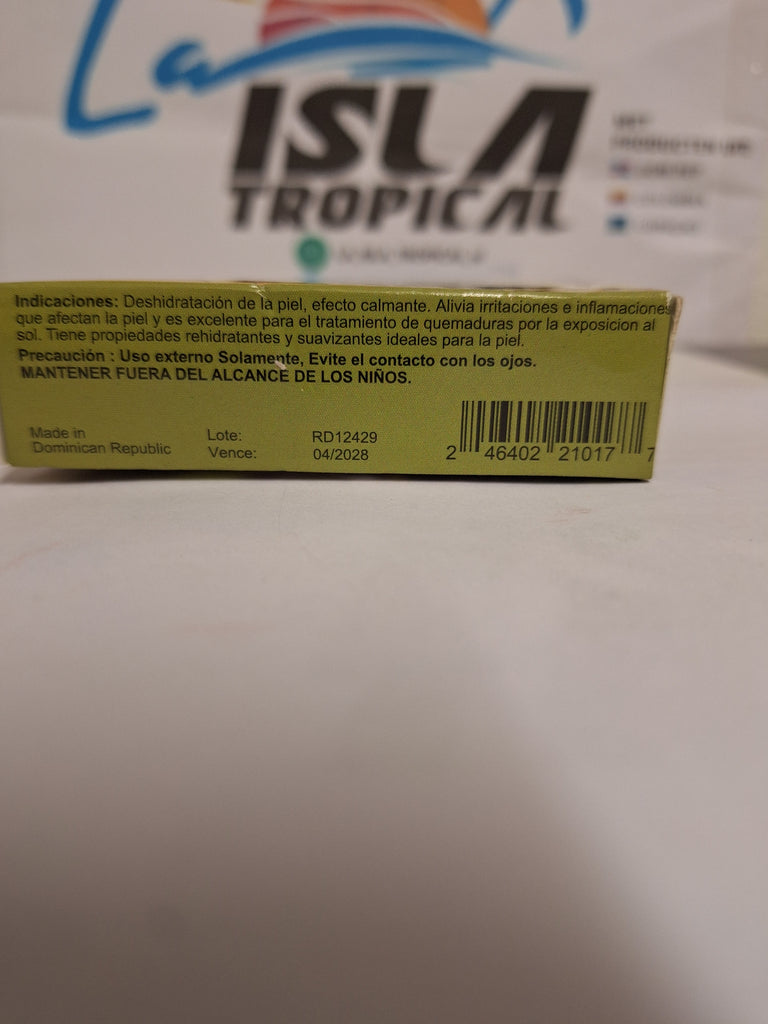 La
ISLA
TROPICAL
Indicaciones: Deshidratación de la piel, efecto calmante. Alivia irritaciones e inflamaciones
que afectan la piel y es excelente para el tratamiento de quemaduras por la exposicion al
sol. Tiene propiedades rehidratantes y suavizantes ideales para la piel.
Precaución : Uso externo Solamente, Evite el contacto con los ojos.
MANTENER FUERA DEL ALCANCE DE LOS NIÑOS.
Made in
Dominican Republic
Lote: RD12429
Vence: 04/2028
2 46402 21017 7